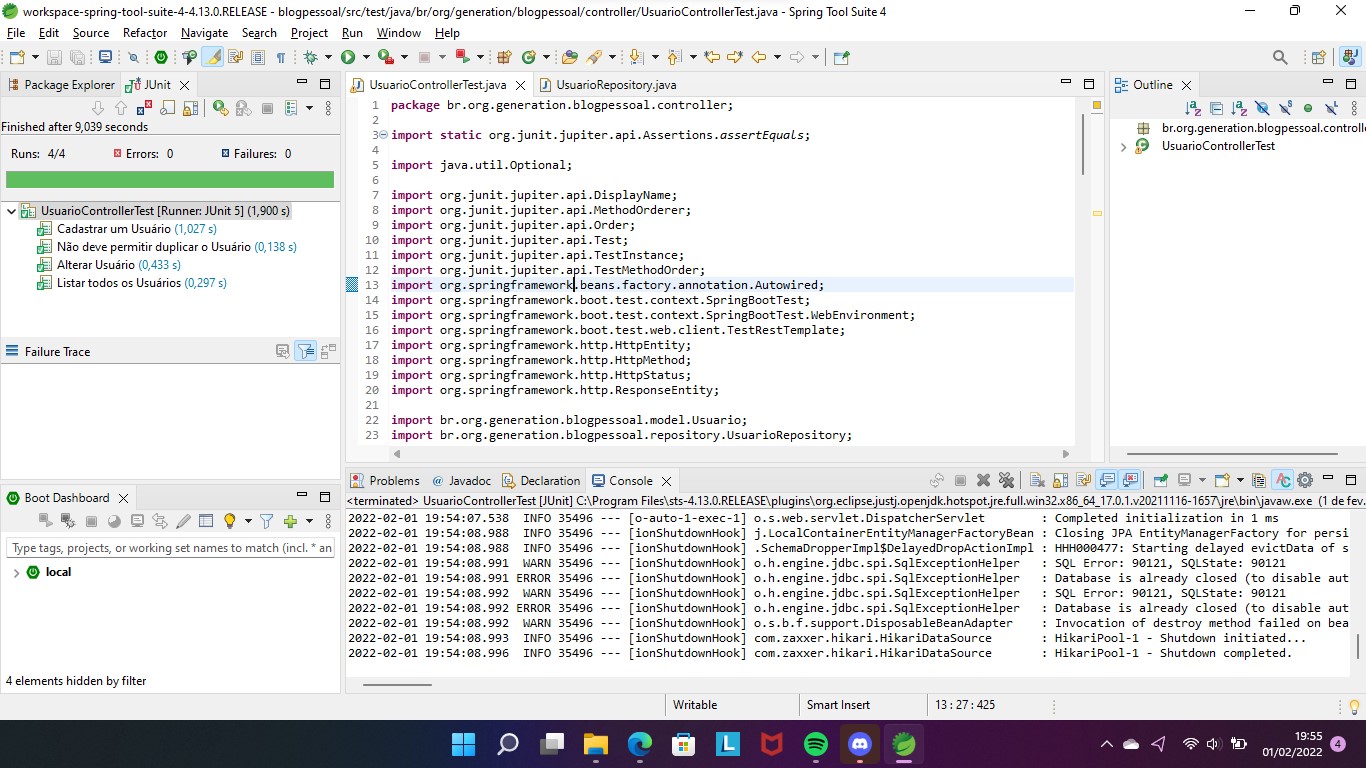 workspace-spring-tool-suite-4-4.13.0.RELEASE - blogpessoal/src/test/java/br/org/generation/blogpessoal/controller/UsuarioControllerTest.java - Spring Tool Suite 4
File Edit Source Refactor Navigate Search Project Run Window Help
Package Explorer JUnit
Finished after 9,039 seconds
Runs: 4/4 Errors: 0 Failures: 0
UsuarioControllerTest [Runner: JUnit 5] (1,900 s)
Cadastrar um Usuário (1,027 s)
Não deve permitir duplicar o Usuário (0,138 s)
Alterar Usuário (0,433 s)
Listar todos os Usuários (0,297 s)
Failure Trace
Boot Dashboard
Type tags, projects, or working set names to match (incl. * an
local
4 elements hidden by filter
UsuarioControllerTest.java UsuarioRepository.java
1 package br.org.generation.blogpessoal.controller;
2
3 import static org.junit.jupiter.api.Assertions.assertEquals;
4
5 import java.util.Optional;
6
7 import org.junit.jupiter.api.DisplayName;
8 import org.junit.jupiter.api.MethodOrderer;
9 import org.junit.jupiter.api.Order;
10 import org.junit.jupiter.api.Test;
11 import org.junit.jupiter.api.TestInstance;
12 import org.junit.jupiter.api.TestMethodOrder;
13 import org.springframework.beans.factory.annotation.Autowired;
14 import org.springframework.boot.test.context.SpringBootTest;
15 import org.springframework.boot.test.context.SpringBootTest.WebEnvironment;
16 import org.springframework.boot.test.web.client.TestRestTemplate;
17 import org.springframework.http.HttpEntity;
18 import org.springframework.http.HttpMethod;
19 import org.springframework.http.HttpStatus;
20 import org.springframework.http.ResponseEntity;
21
22 import br.org.generation.blogpessoal.model.Usuario;
23 import br.org.generation.blogpessoal.repository.UsuarioRepository;
Outline
br.org.generation.blogpessoal.controlle
UsuarioControllerTest
Problems @ Javadoc Declaration Console
<terminated> UsuarioControllerTest [JUnit] C:\Program Files\sts-4.13.0.RELEASE\plugins\org.eclipse.justj.openjdk.hotspot.jre.full.win32.x86_64_17.0.1.v20211116-1657\jre\bin\javaw.exe (1 de fev.
2022-02-01 19:54:07.538 INFO 35496 --- [o-auto-1-exec-1] o.s.web.servlet.DispatcherServlet : Completed initialization in 1 ms
2022-02-01 19:54:08.988 INFO 35496 --- [ionShutdownHook] j.LocalContainerEntityManagerFactoryBean : Closing JPA EntityManagerFactory for persi
2022-02-01 19:54:08.988 INFO 35496 --- [ionShutdownHook] .SchemaDropperImpl$DelayedDropActionImpl : HHH000477: Starting delayed evictData of s
2022-02-01 19:54:08.991 WARN 35496 --- [ionShutdownHook] o.h.engine.jdbc.spi.SqlExceptionHelper : SQL Error: 90121, SQLState: 90121
2022-02-01 19:54:08.991 ERROR 35496 --- [ionShutdownHook] o.h.engine.jdbc.spi.SqlExceptionHelper : Database is already closed (to disable aut
2022-02-01 19:54:08.992 WARN 35496 --- [ionShutdownHook] o.h.engine.jdbc.spi.SqlExceptionHelper : SQL Error: 90121, SQLState: 90121
2022-02-01 19:54:08.992 ERROR 35496 --- [ionShutdownHook] o.h.engine.jdbc.spi.SqlExceptionHelper : Database is already closed (to disable aut
2022-02-01 19:54:08.992 WARN 35496 --- [ionShutdownHook] o.s.b.f.support.DisposableBeanAdapter : Invocation of destroy method failed on bea
2022-02-01 19:54:08.993 INFO 35496 --- [ionShutdownHook] com.zaxxer.hikari.HikariDataSource : HikariPool-1 - Shutdown initiated...
2022-02-01 19:54:08.996 INFO 35496 --- [ionShutdownHook] com.zaxxer.hikari.HikariDataSource : HikariPool-1 - Shutdown completed.
Writable Smart Insert 13 : 27 : 425
L
19:55
01/02/2022 4